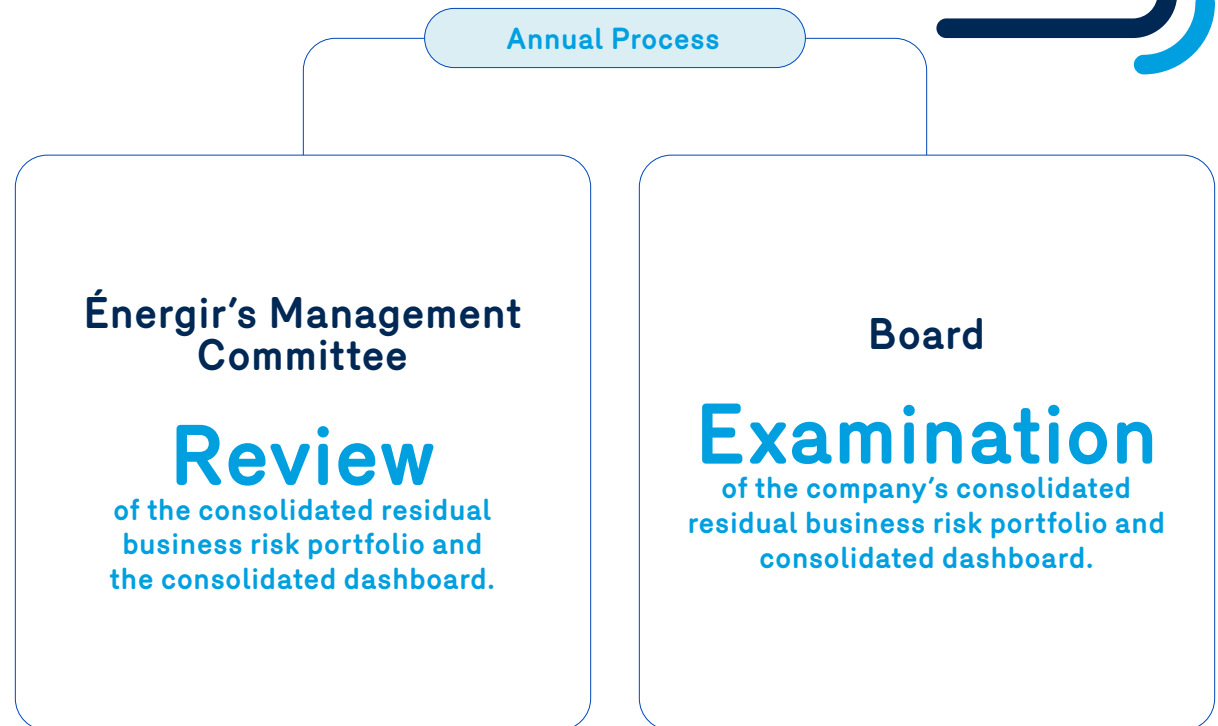 Annual Process
Énergir's Management
Committee
Review
of the consolidated residual
business risk portfolio and
the consolidated dashboard.
Board
Examination
of the company's consolidated
residual business risk portfolio and
consolidated dashboard.